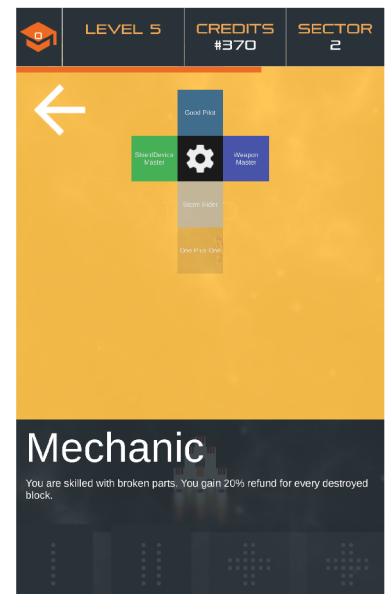 LEVEL 5
CREDITS
#370
SECTOR
2
Good Pilot
Shield/Device
Master
Weapon
Master
Storm Rider
One Plus One
Mechanic
You are skilled with broken parts. You gain 20% refund for every destroyed
block.